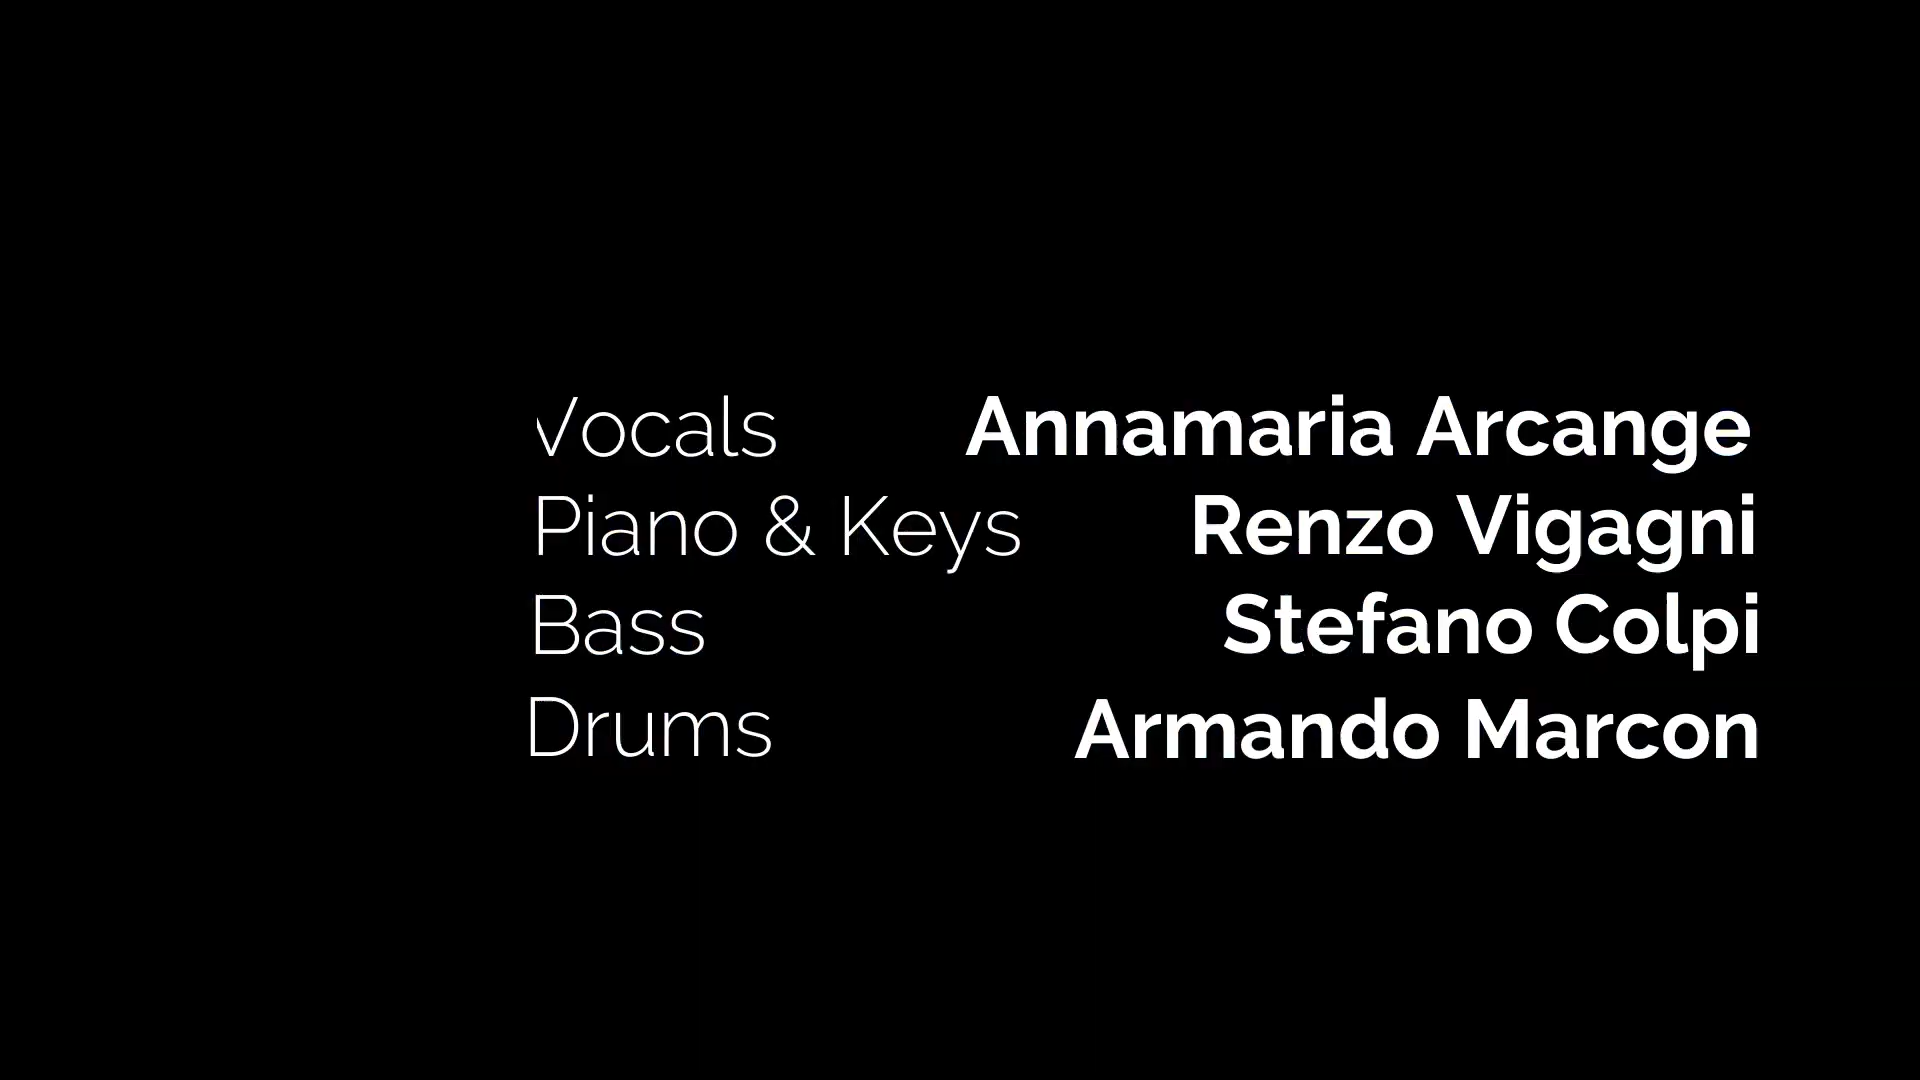 Vocals Annamaria Arcange
Piano & Keys Renzo Vigagni
Bass Stefano Colpi
Drums Armando Marcon